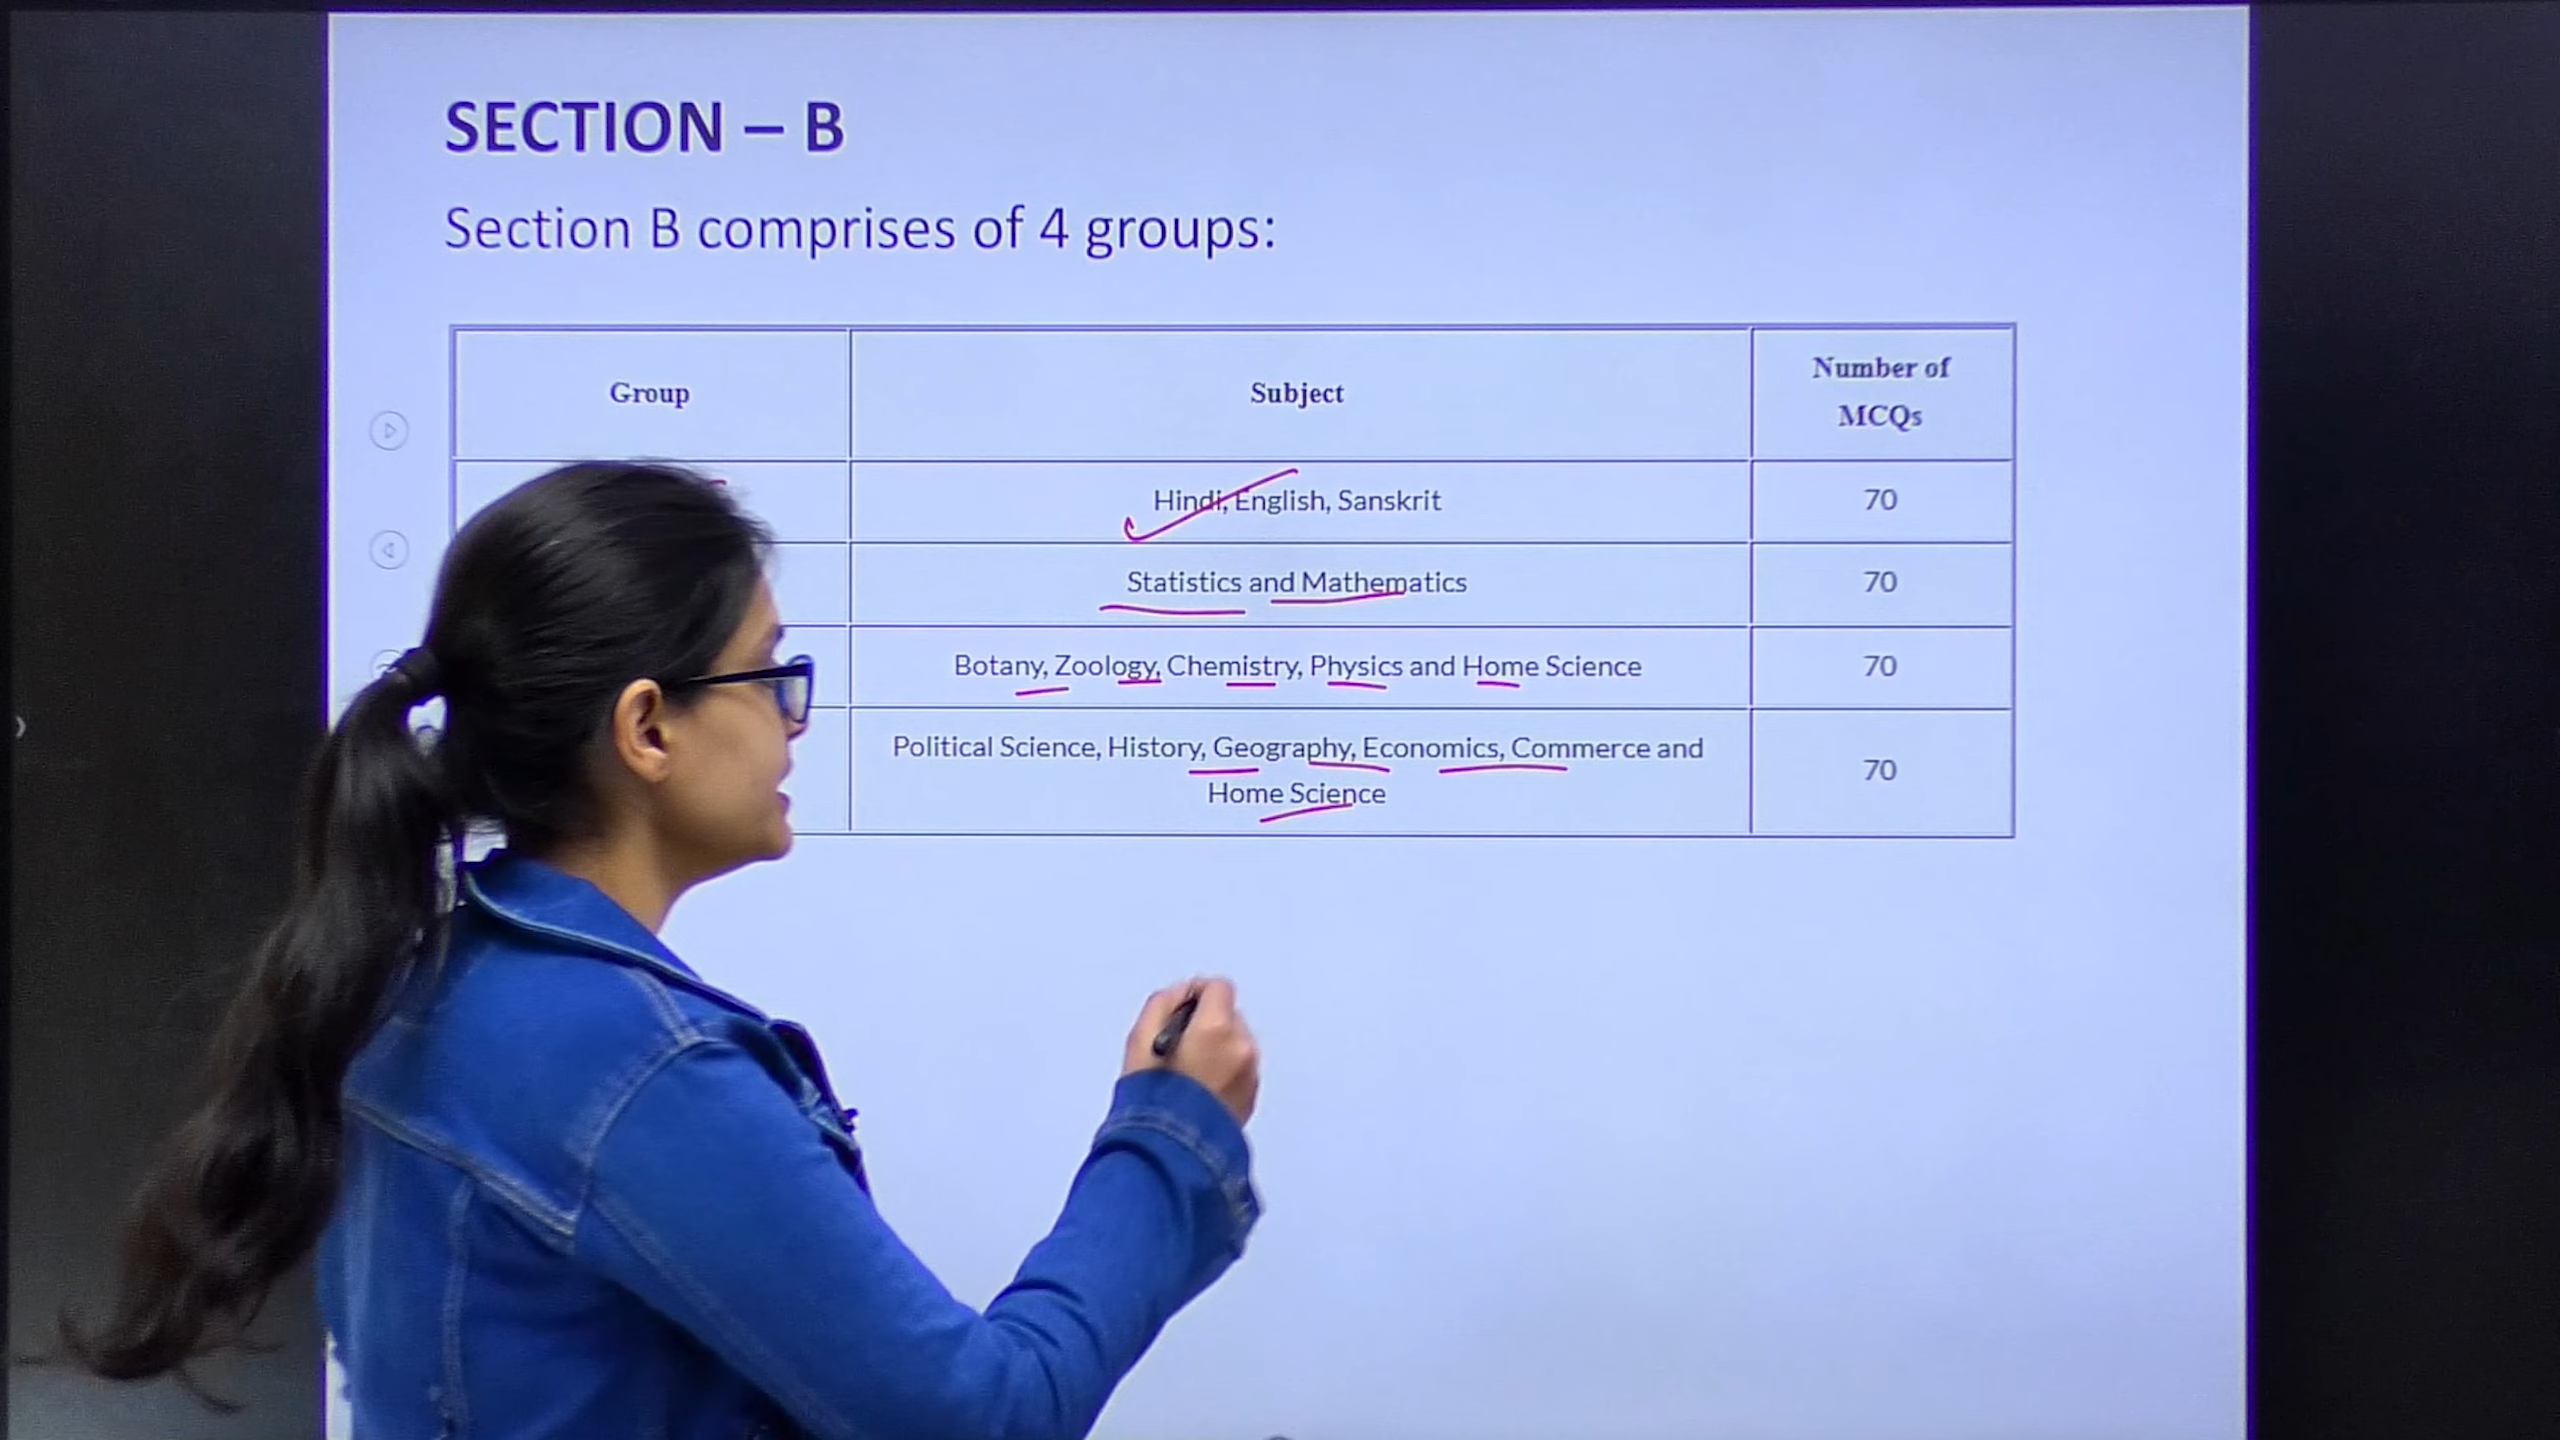 SECTION – B
Section B comprises of 4 groups:
Group Subject Number of
MCQs
Hindi, English, Sanskrit 70
Statistics and Mathematics 70
Botany, Zoology, Chemistry, Physics and Home Science 70
Political Science, History, Geography, Economics, Commerce and
Home Science 70